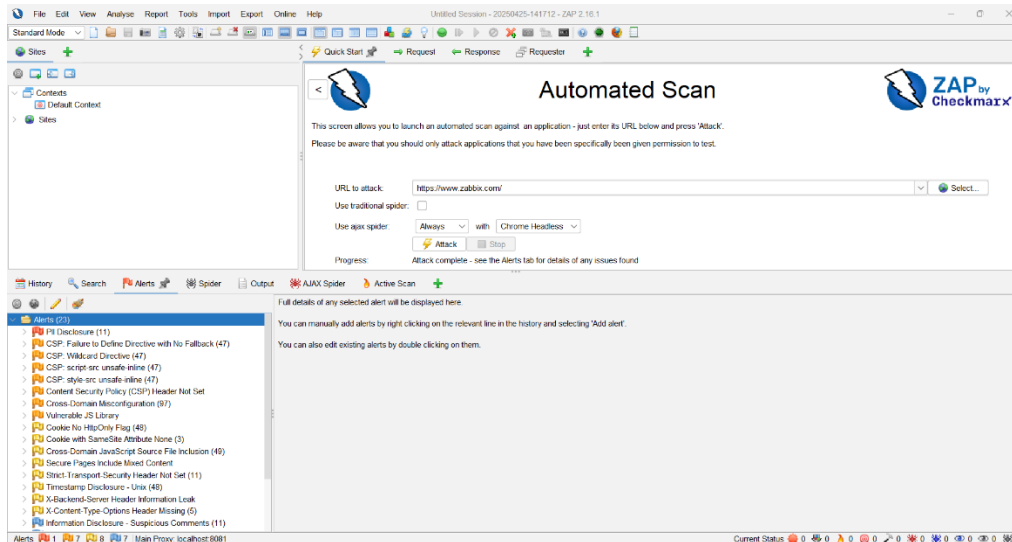 File Edit View Analyse Report Tools Import Export Online Help
Untitled Session - 20250425-141712 - ZAP 2.16.1
Standard Mode
Sites
Quick Start Request Response Requester
Contexts
Default Context
Sites
<
Automated Scan
ZAP by Checkmarx
This screen allows you to launch an automated scan against an application - just enter its URL below and press 'Attack'.
Please be aware that you should only attack applications that you have been specifically been given permission to test.
URL to attack: https://www.zabbix.com/ Select...
Use traditional spider:
Use ajax spider: Always with Chrome Headless
Attack Stop
Progress: Attack complete - see the Alerts tab for details of any issues found
History Search Alerts Spider Output AJAX Spider Active Scan
Alerts (23)
PII Disclosure (11)
CSP: Failure to Define Directive with No Fallback (47)
CSP: Wildcard Directive (47)
CSP: script-src unsafe-inline (47)
CSP: style-src unsafe-inline (47)
Content Security Policy (CSP) Header Not Set
Cross-Domain Misconfiguration (97)
Vulnerable JS Library
Cookie No HttpOnly Flag (48)
Cookie with SameSite Attribute None (3)
Cross-Domain JavaScript Source File Inclusion (49)
Secure Pages Include Mixed Content
Strict-Transport-Security Header Not Set (11)
Timestamp Disclosure - Unix (48)
X-Backend-Server Header Information Leak
X-Content-Type-Options Header Missing (5)
Information Disclosure - Suspicious Comments (11)
Full details of any selected alert will be displayed here.
You can manually add alerts by right clicking on the relevant line in the history and selecting 'Add alert'.
You can also edit existing alerts by double clicking on them.
Alerts 1 7 8 7 Main Proxy: localhost:8081
Current Status 0 0 0 0 0 0 0 0 0